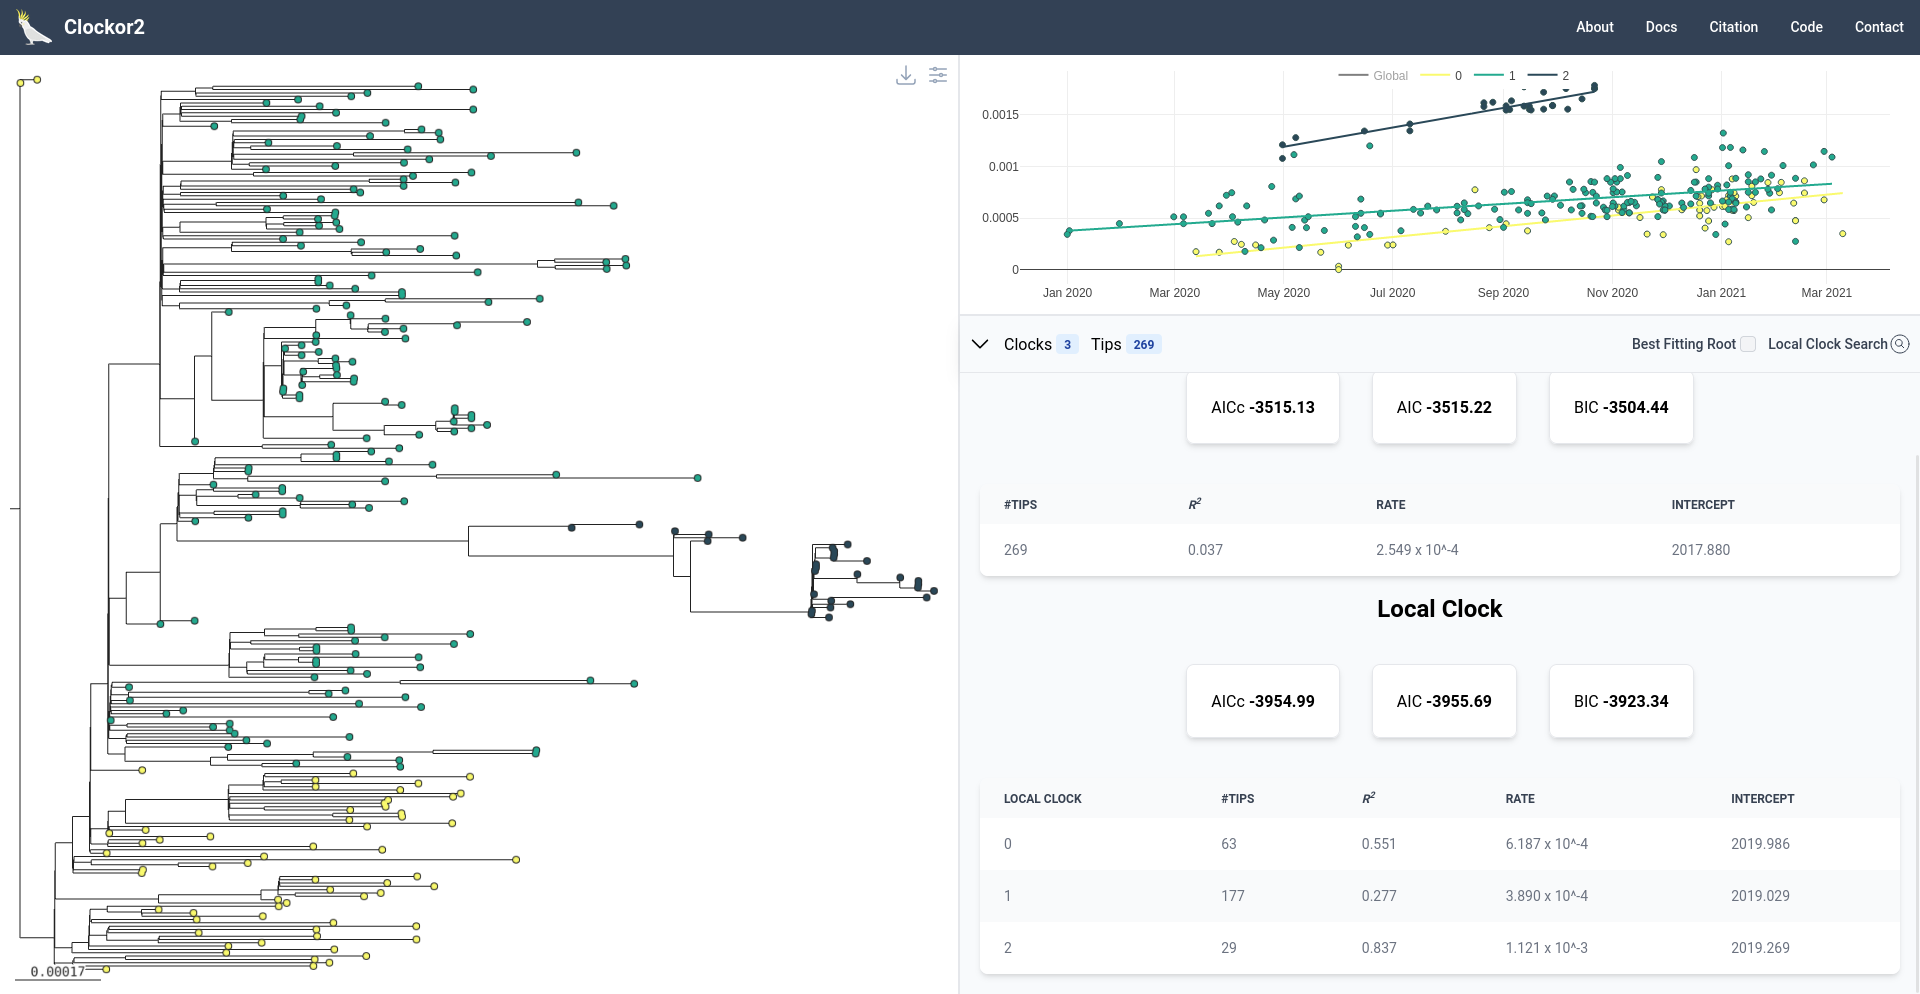 Clockor2
About Docs Citation Code Contact
Global 0 1 2
0.0015
0.001
0.0005
0
Jan 2020 Mar 2020 May 2020 Jul 2020 Sep 2020 Nov 2020 Jan 2021 Mar 2021
Clocks 3 Tips 269 Best Fitting Root Local Clock Search
AICc -3515.13 AIC -3515.22 BIC -3504.44
#TIPS R² RATE INTERCEPT
269 0.037 2.549 x 10^-4 2017.880
Local Clock
AICc -3954.99 AIC -3955.69 BIC -3923.34
LOCAL CLOCK #TIPS R² RATE INTERCEPT
0 63 0.551 6.187 x 10^-4 2019.986
1 177 0.277 3.890 x 10^-4 2019.029
2 29 0.837 1.121 x 10^-3 2019.269
0.00017